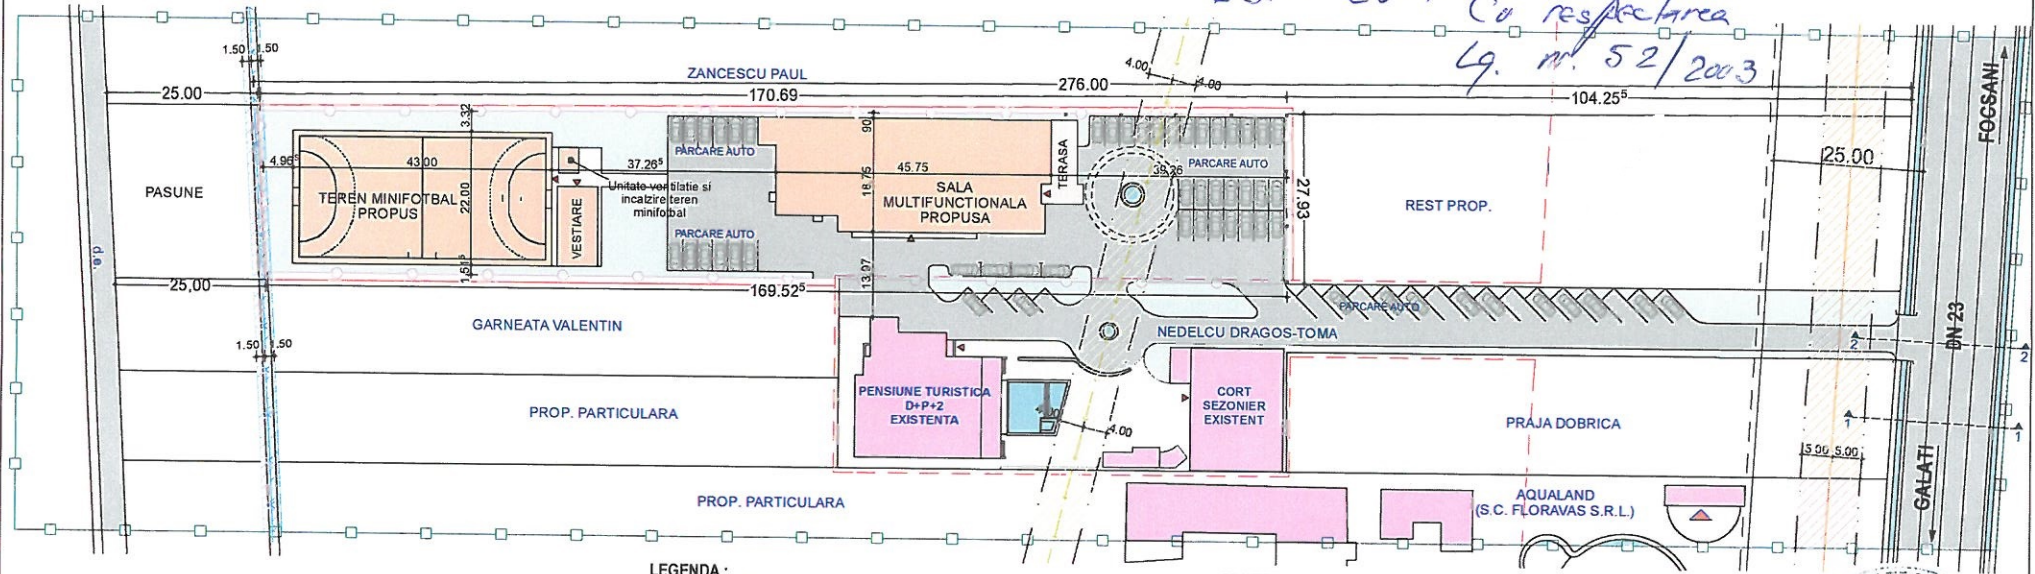 Cu respectarea
Lg. nr. 52/2003
1.50 1.50
ZANCESCU PAUL
4.00
4.00
276.00
25.00
170.69
104.25⁵
FOCSANI
3.32
90
PARCARE AUTO
TERASA
PARCARE AUTO
25.00
4.96⁵
43.00
37.26⁵
45.75
39.26
PASUNE
TEREN MINIFOTBAL
PROPUS
22.00
Unitate ventilatie si
incalzire teren
minifotbal
VESTIARE
18.75
SALA
MULTIFUNCTIONALA
PROPUSA
27.93
REST PROP.
PARCARE AUTO
d.e.
13.97
25,00
169.52⁵
PARCARE AUTO
GARNEATA VALENTIN
NEDELCU DRAGOS-TOMA
DN 23
2
2
1.50 1.50
PENSIUNE TURISTICA
D+P+2
EXISTENTA
CORT
SEZONIER
EXISTENT
PROP. PARTICULARA
4.00
PRAJA DOBRICA
1
1
5.00 5.00
PROP. PARTICULARA
AQUALAND
(S.C. FLORAVAS S.R.L.)
GALATI
LEGENDA :